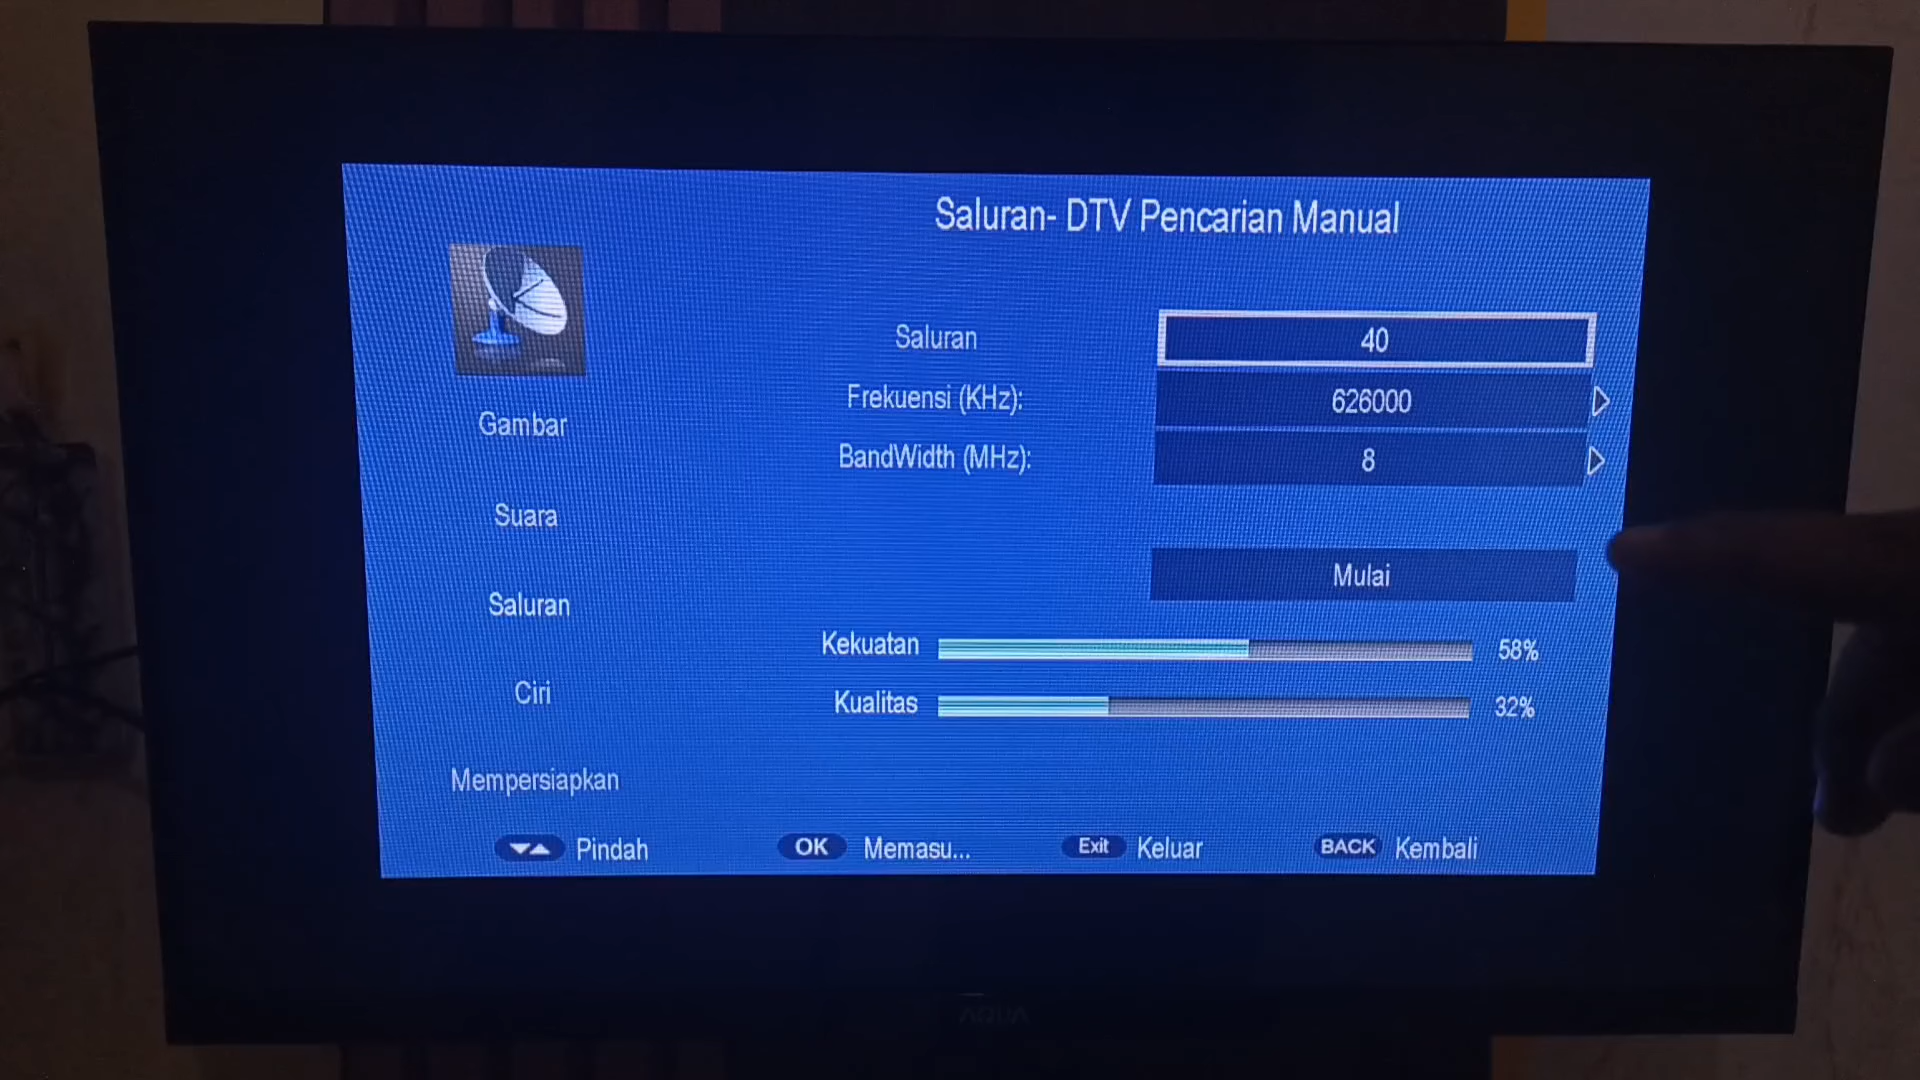 Saluran- DTV Pencarian Manual
Saluran 40
Frekuensi (KHz): 626000
BandWidth (MHz): 8
Mulai
Kekuatan 58%
Kualitas 32%
Gambar
Suara
Saluran
Ciri
Mempersiapkan
Pindah OK Memasu... Exit Keluar BACK Kembali
AQUA